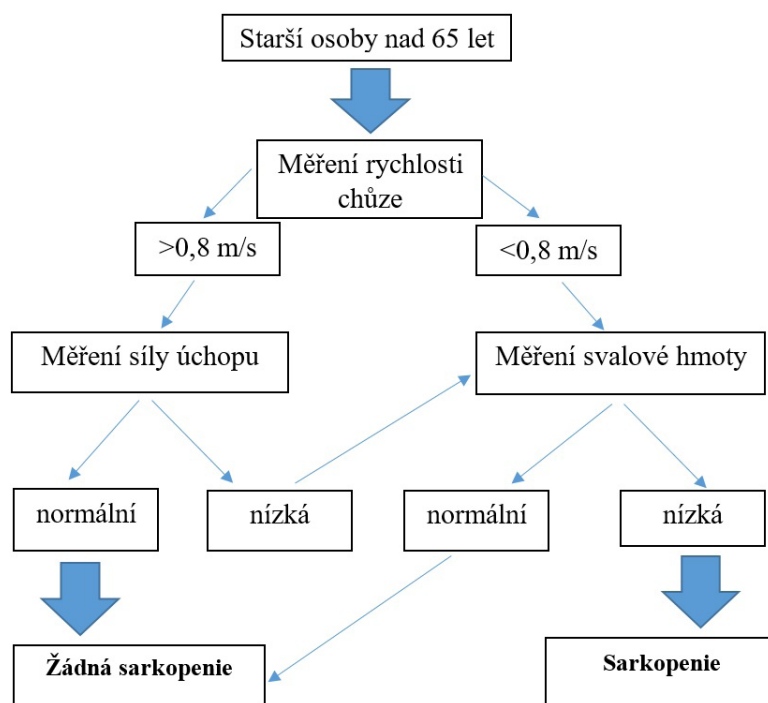 Starší osoby nad 65 let
Měření rychlosti
chůze
>0,8 m/s
<0,8 m/s
Měření síly úchopu
Měření svalové hmoty
normální
nízká
normální
nízká
Žádná sarkopenie
Sarkopenie